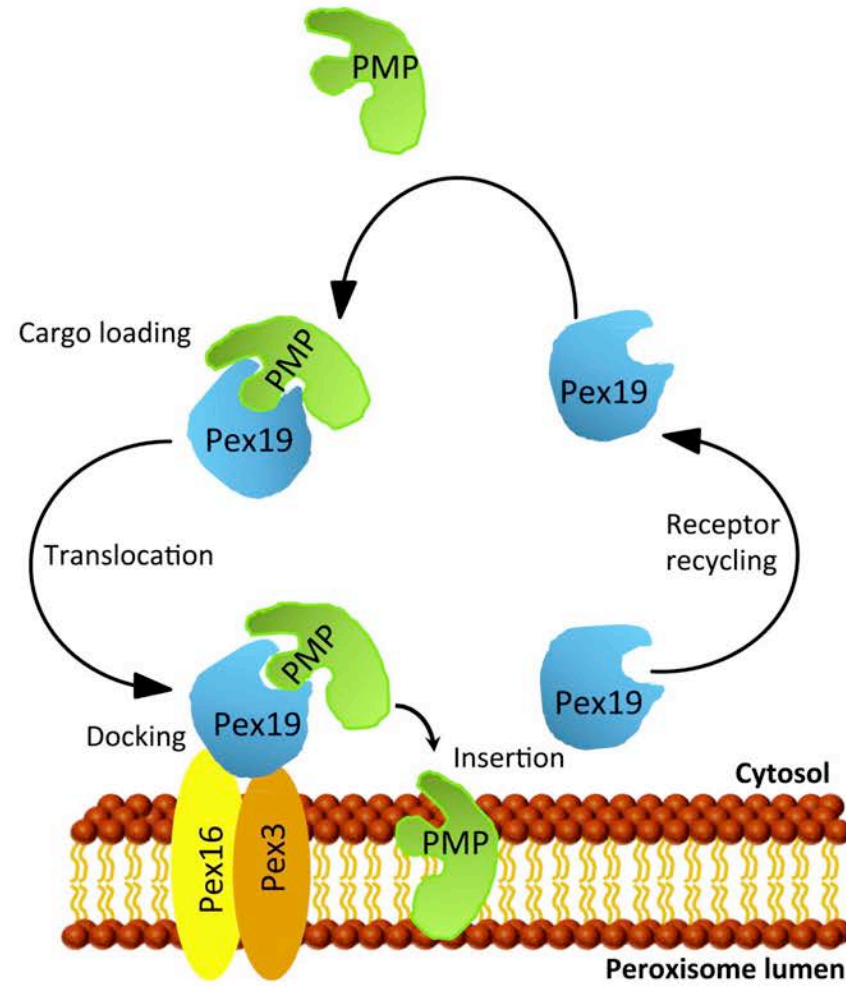 PMP
Cargo loading
PMP
Pex19
Pex19
Translocation
Receptor
recycling
PMP
Pex19
Docking
Pex19
Insertion
Cytosol
PMP
Pex16
Pex3
Peroxisome lumen